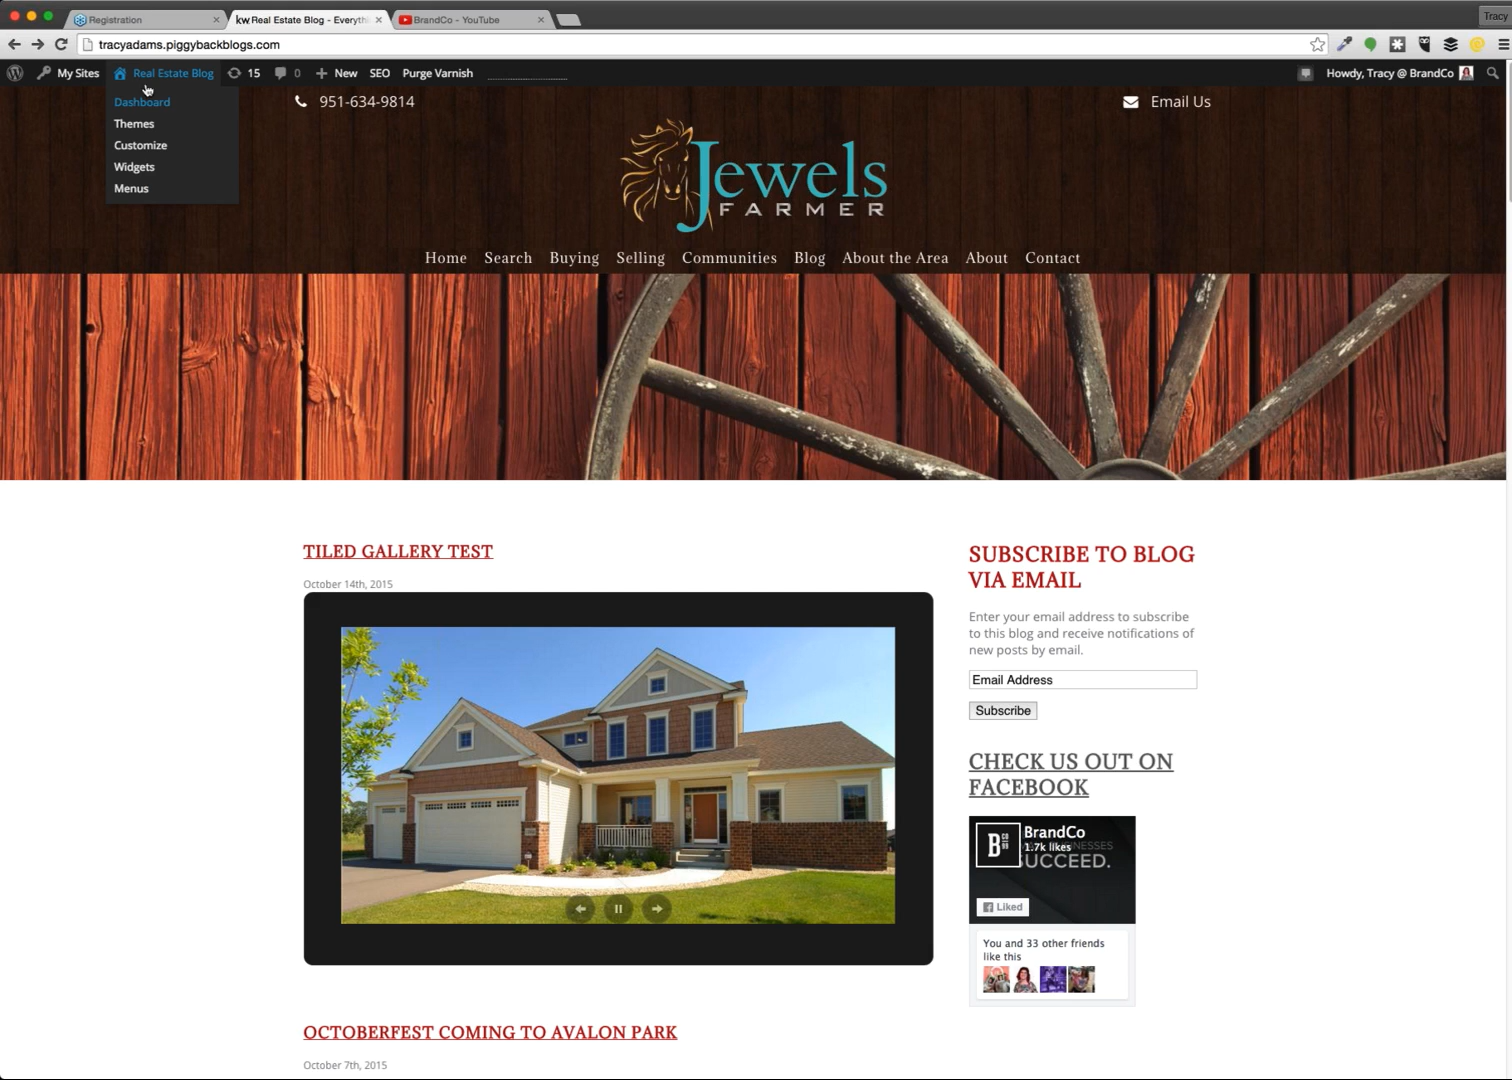 Registration
kw Real Estate Blog - Everythi
BrandCo - YouTube
Tracy
tracyadams.piggybackblogs.com
My Sites
Real Estate Blog
15
0
New
SEO
Purge Varnish
Howdy, Tracy @ BrandCo
Dashboard
Themes
Customize
Widgets
Menus
951-634-9814
Email Us
Jewels
FARMER
Home Search Buying Selling Communities Blog About the Area About Contact
TILED GALLERY TEST
October 14th, 2015
SUBSCRIBE TO BLOG
VIA EMAIL
Enter your email address to subscribe
to this blog and receive notifications of
new posts by email.
Email Address
Subscribe
CHECK US OUT ON
FACEBOOK
BrandCo
1.7k likes
UCCEED.
Liked
You and 33 other friends
like this
OCTOBERFEST COMING TO AVALON PARK
October 7th, 2015